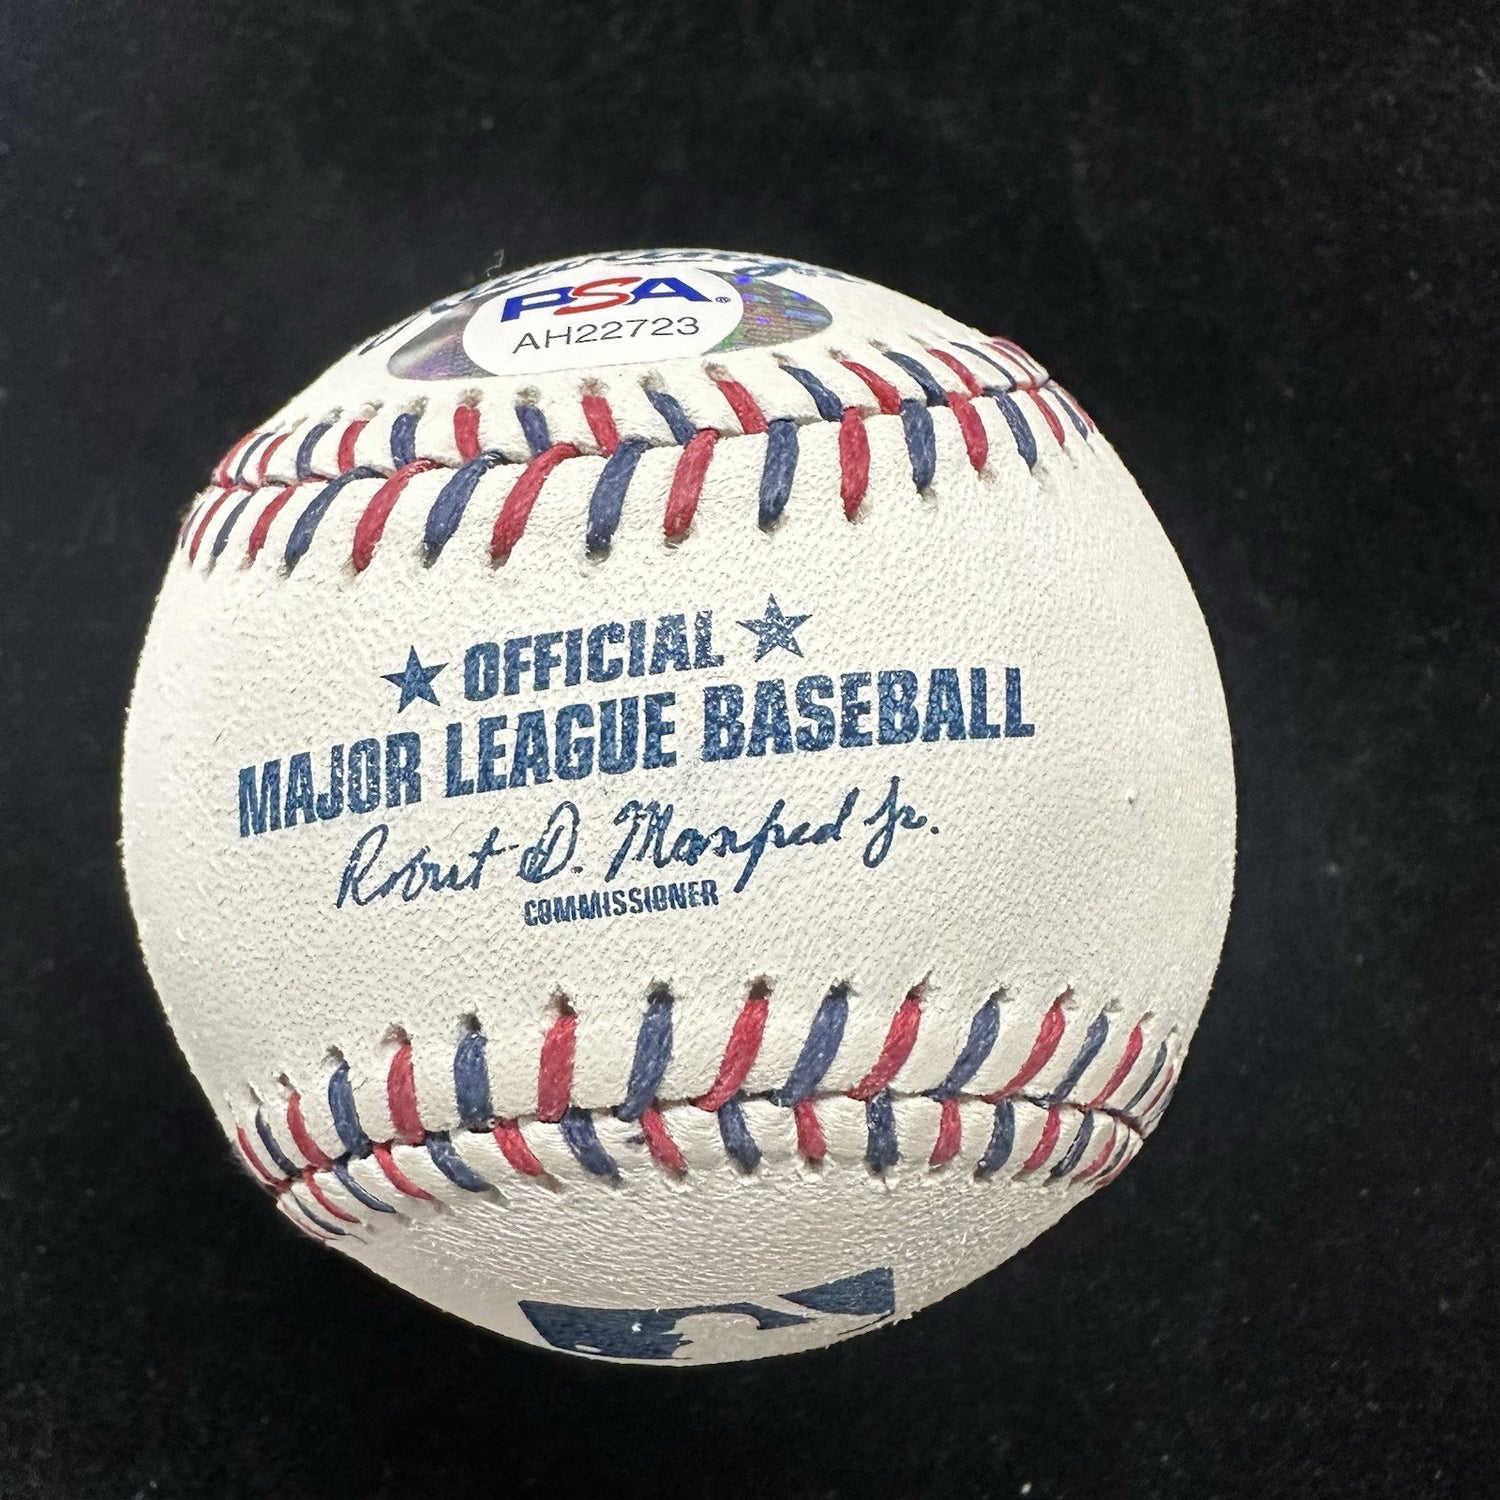 PSA®
AH22723
OFFICIAL
MAJOR LEAGUE BASEBALL
Robert D. Manfred Jr.
COMMISSIONER